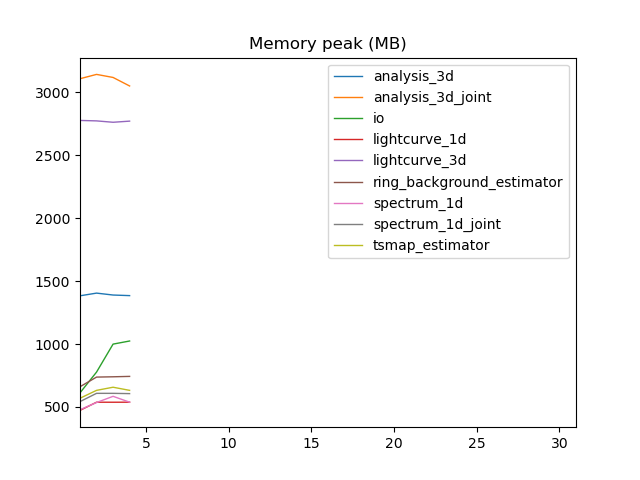 Memory peak (MB)
analysis_3d
analysis_3d_joint
io
lightcurve_1d
lightcurve_3d
ring_background_estimator
spectrum_1d
spectrum_1d_joint
tsmap_estimator
3000
2500
2000
1500
1000
500
5 10 15 20 25 30